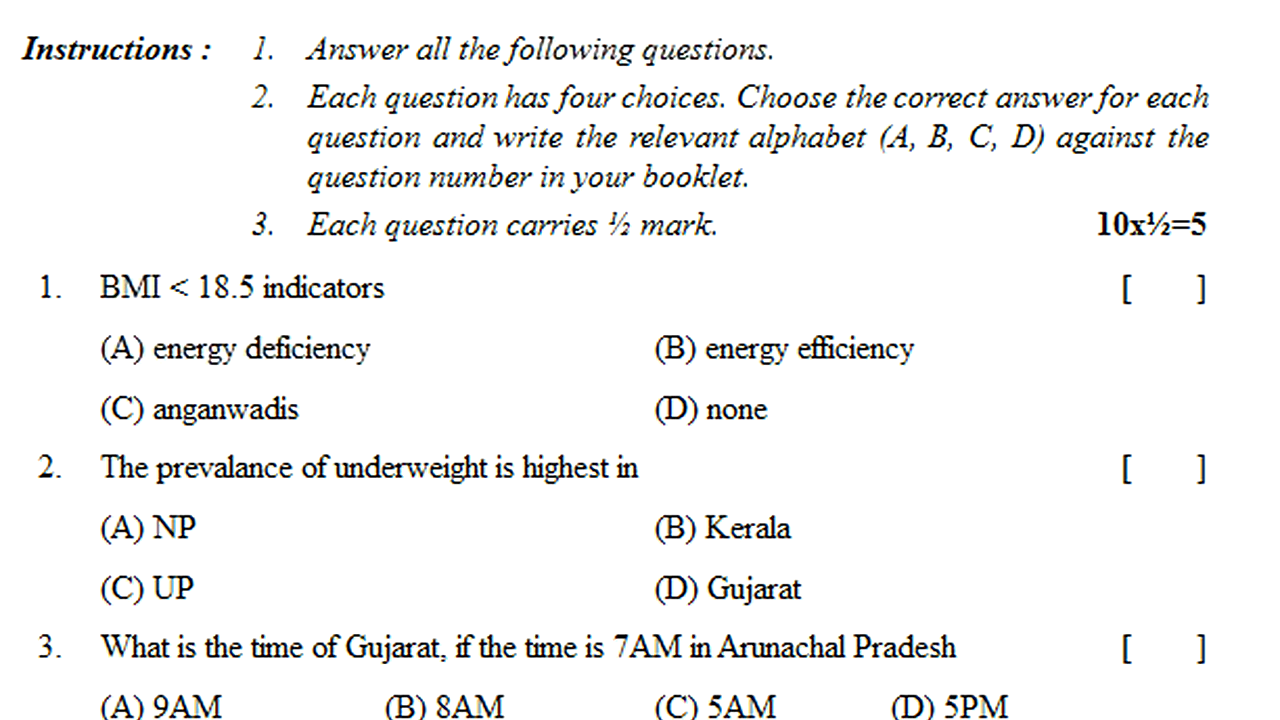 Instructions : 1. Answer all the following questions.
2. Each question has four choices. Choose the correct answer for each
question and write the relevant alphabet (A, B, C, D) against the
question number in your booklet.
3. Each question carries ½ mark. 10x½=5
1. BMI < 18.5 indicators [ ]
(A) energy deficiency (B) energy efficiency
(C) anganwadis (D) none
2. The prevalance of underweight is highest in [ ]
(A) NP (B) Kerala
(C) UP (D) Gujarat
3. What is the time of Gujarat, if the time is 7AM in Arunachal Pradesh [ ]
(A) 9AM (B) 8AM (C) 5AM (D) 5PM